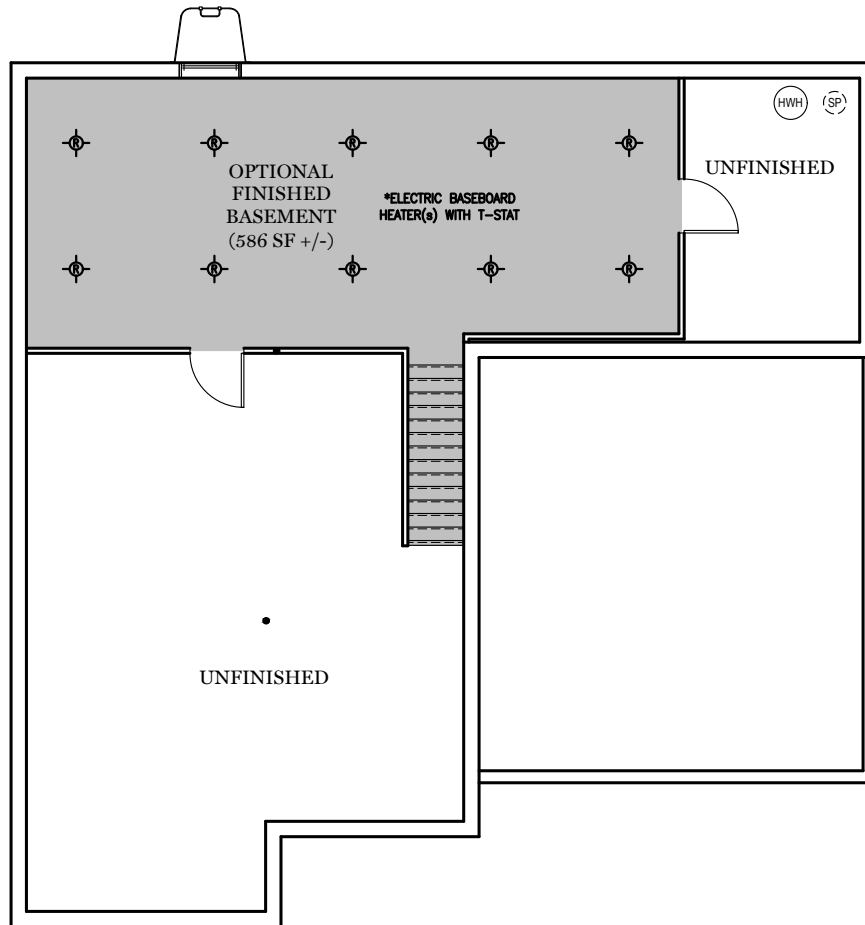 HWH
SP
UNFINISHED
R
R
R
R
R
OPTIONAL
FINISHED
BASEMENT
(586 SF +/-)
*ELECTRIC BASEBOARD
HEATER(s) WITH T-STAT
R
R
R
R
R
UNFINISHED